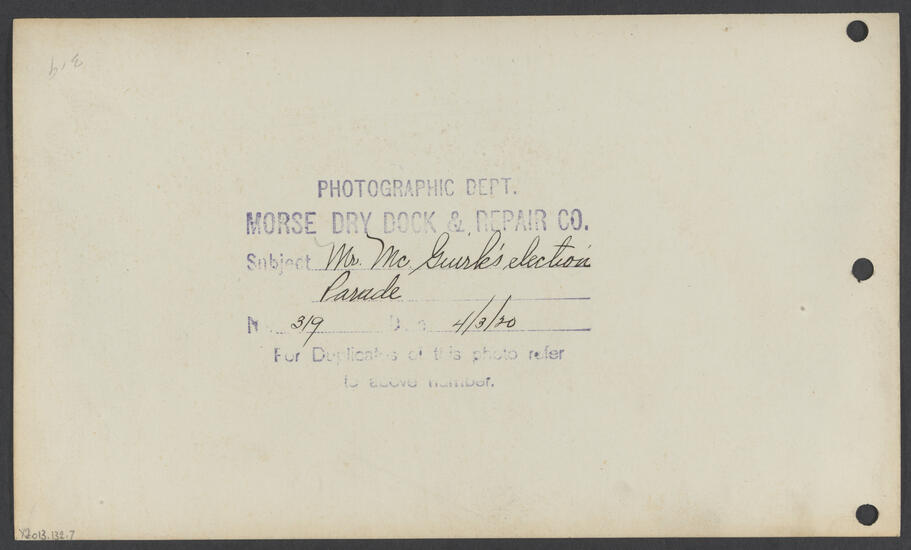 319
PHOTOGRAPHIC DEPT.
MORSE DRY DOCK & REPAIR CO.
Subject Mr. Mc Guirk's election
Parade
No. 319 Date 4/3/20
For Duplicates of this photo refer
to above number.
V2013.132.7